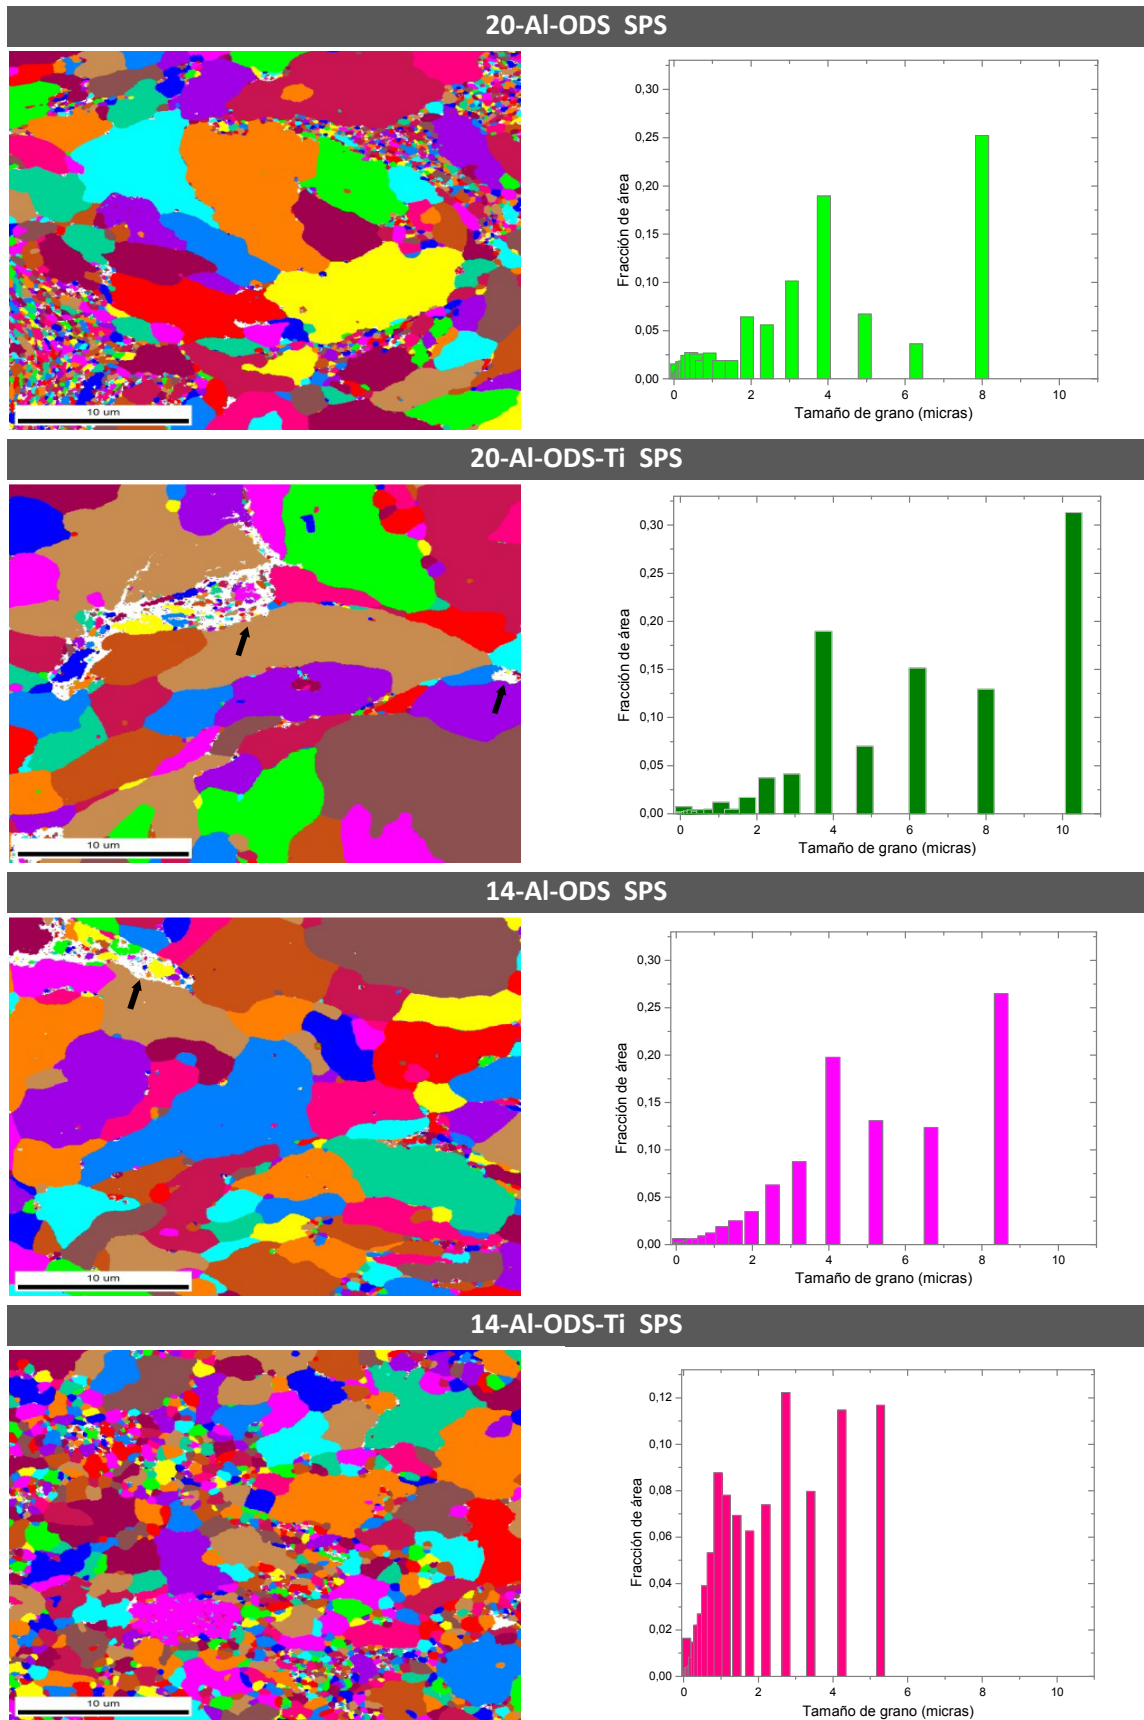 20-Al-ODS SPS
10 um
0,30
0,25
0,20
0,15
0,10
0,05
0,00
Fracción de área
0 2 4 6 8 10
Tamaño de grano (micras)
20-Al-ODS-Ti SPS
10 um
0,30
0,25
0,20
0,15
0,10
0,05
0,00
Fracción de área
0 2 4 6 8 10
Tamaño de grano (micras)
14-Al-ODS SPS
10 um
0,30
0,25
0,20
0,15
0,10
0,05
0,00
Fracción de área
0 2 4 6 8 10
Tamaño de grano (micras)
14-Al-ODS-Ti SPS
10 um
0,12
0,10
0,08
0,06
0,04
0,02
0,00
Fracción de área
0 2 4 6 8 10
Tamaño de grano (micras)